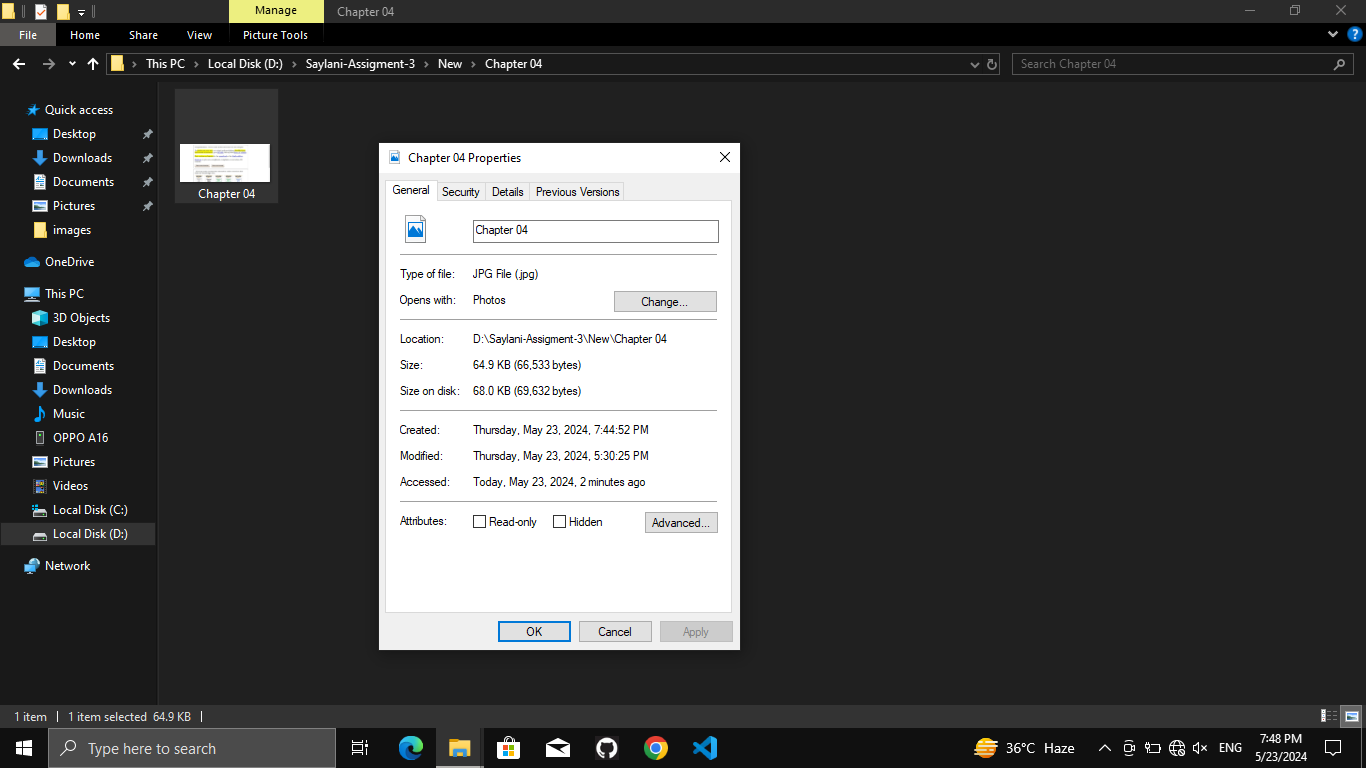 Manage
Chapter 04
File
Home
Share
View
Picture Tools
This PC
Local Disk (D:)
Saylani-Assigment-3
New
Chapter 04
Search Chapter 04
Quick access
Desktop
Downloads
Documents
Pictures
images
OneDrive
This PC
3D Objects
Desktop
Documents
Downloads
Music
OPPO A16
Pictures
Videos
Local Disk (C:)
Local Disk (D:)
Network
Chapter 04
Chapter 04 Properties
General
Security
Details
Previous Versions
Chapter 04
Type of file: JPG File (.jpg)
Opens with: Photos
Change...
Location: D:\Saylani-Assigment-3\New\Chapter 04
Size: 64.9 KB (66,533 bytes)
Size on disk: 68.0 KB (69,632 bytes)
Created: Thursday, May 23, 2024, 7:44:52 PM
Modified: Thursday, May 23, 2024, 5:30:25 PM
Accessed: Today, May 23, 2024, 2 minutes ago
Attributes: Read-only Hidden Advanced...
OK
Cancel
Apply
1 item
1 item selected 64.9 KB
Type here to search
36°C Haze
ENG
7:48 PM
5/23/2024